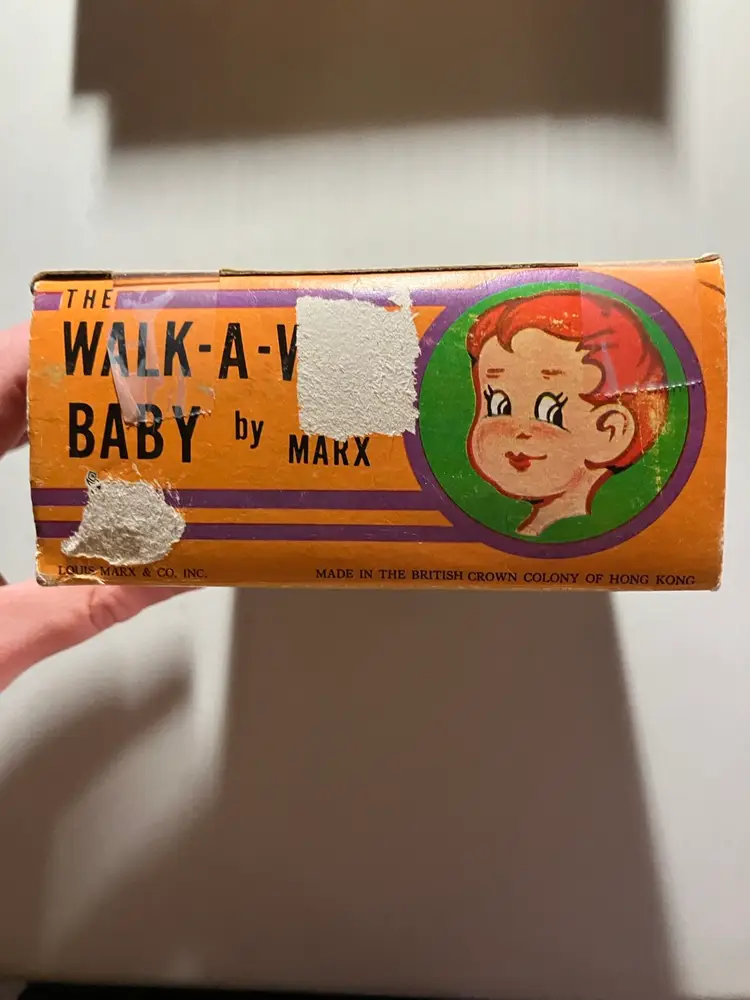 THE
WALK-A-
BABY by MARX
LOUIS MARX & CO. INC.
MADE IN THE BRITISH CROWN COLONY OF HONG KONG